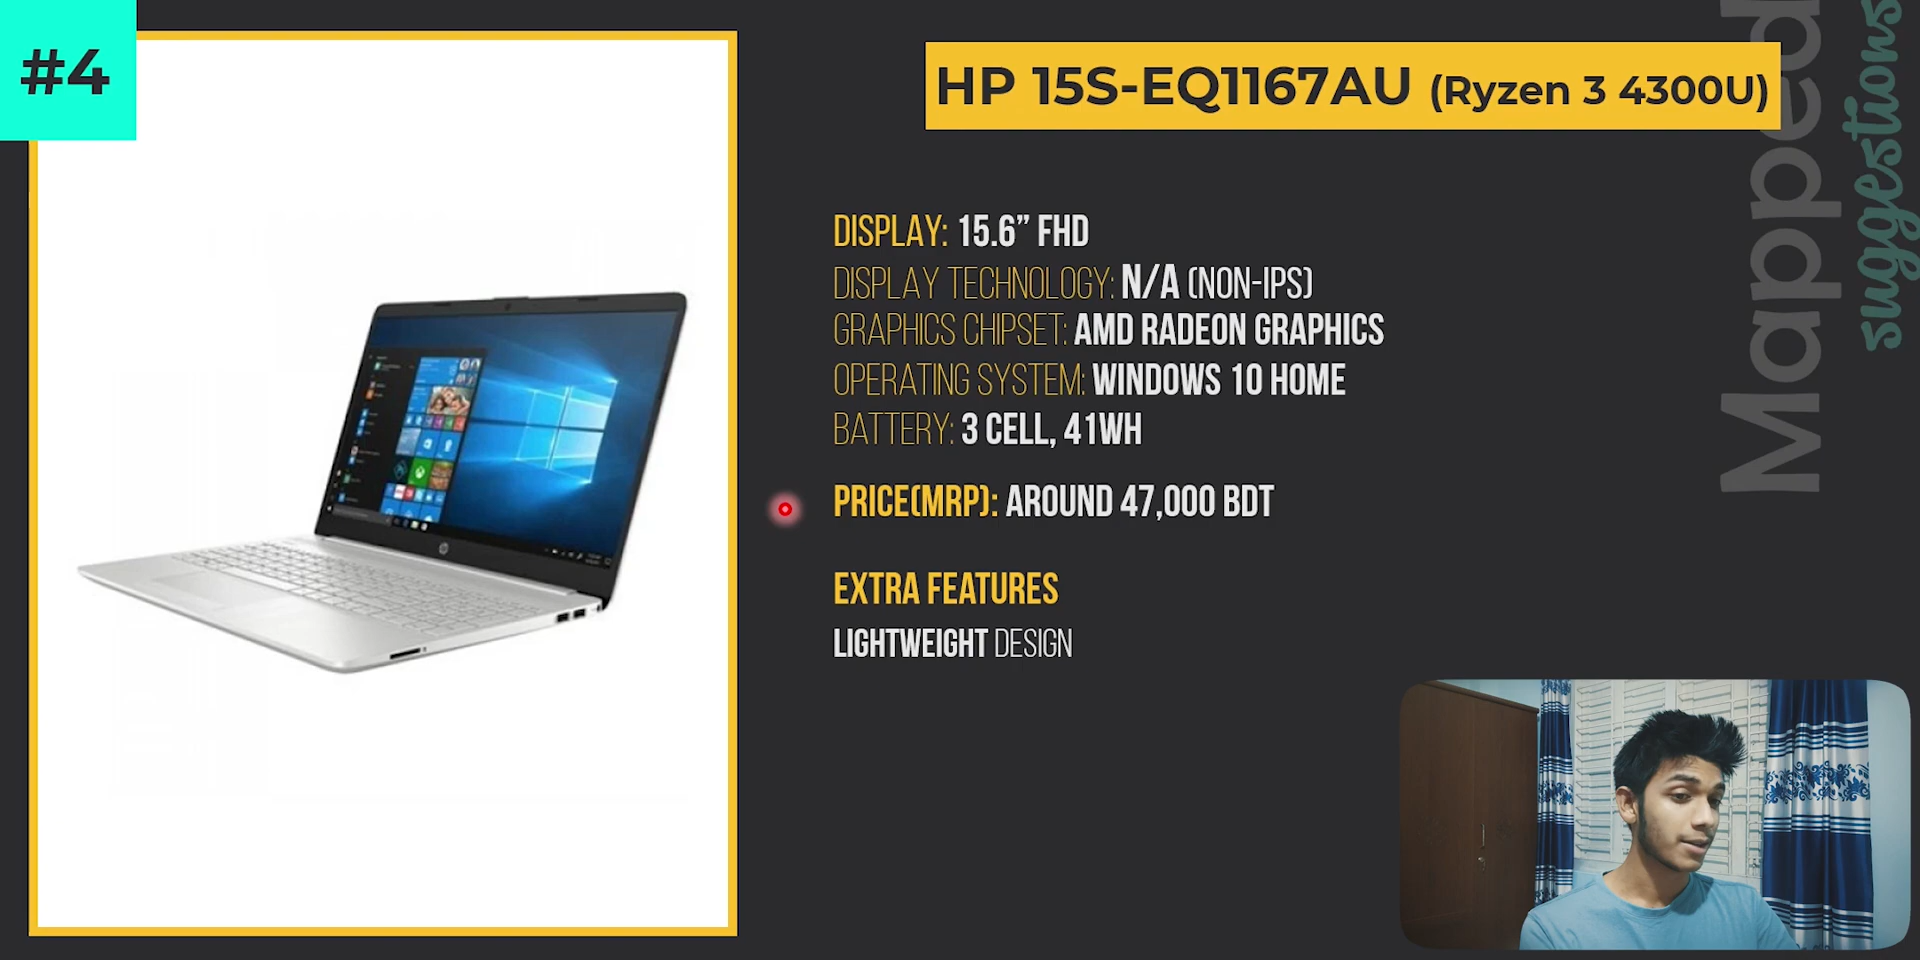 #4
HP 15S-EQ1167AU (Ryzen 3 4300U)
DISPLAY: 15.6” FHD
DISPLAY TECHNOLOGY: N/A (NON-IPS)
GRAPHICS CHIPSET: AMD RADEON GRAPHICS
OPERATING SYSTEM: WINDOWS 10 HOME
BATTERY: 3 CELL, 41WH
PRICE(MRP): AROUND 47,000 BDT
EXTRA FEATURES
LIGHTWEIGHT DESIGN
Mapped
suggestions